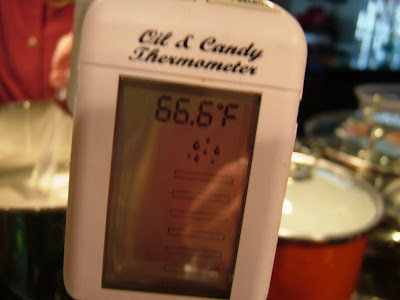 Oil & Candy
Thermometer
66.6°F